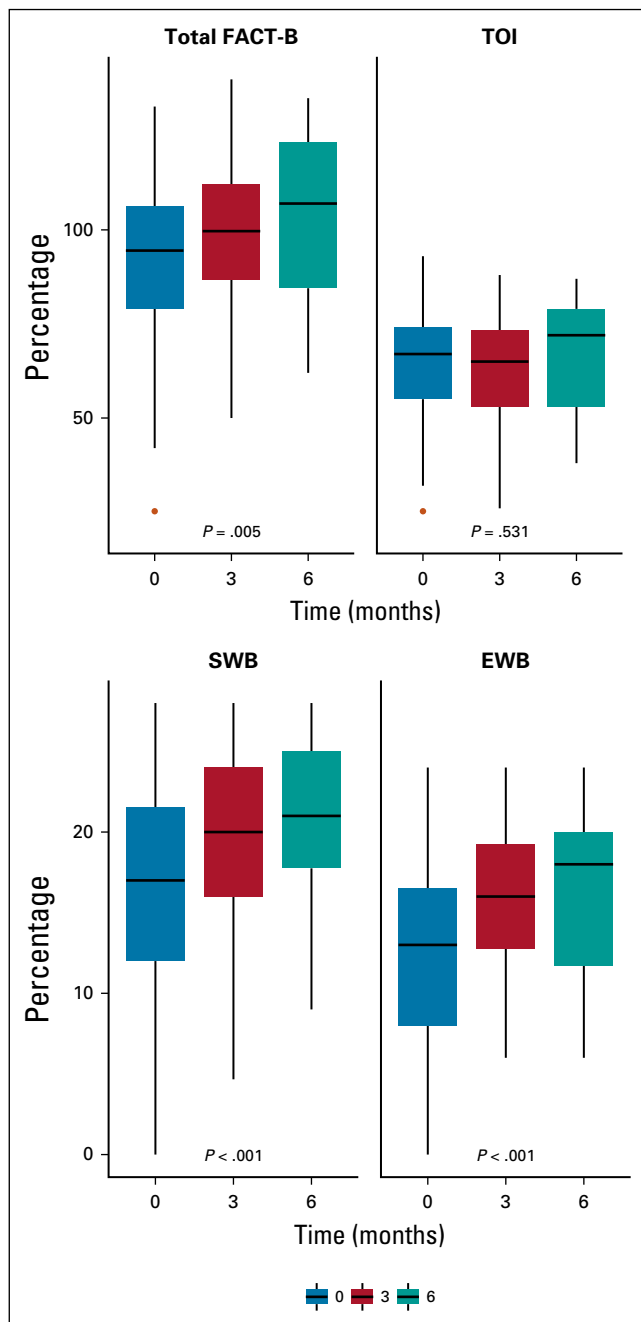 Total FACT-B
TOI
Percentage
100
50
P = .005
P = .531
0 3 6
0 3 6
Time (months)
SWB
EWB
Percentage
20
10
0
P < .001
P < .001
0 3 6
0 3 6
Time (months)
0 3 6